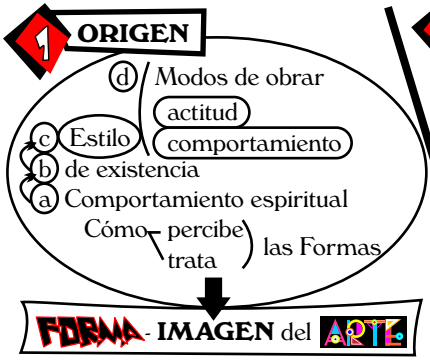 1 ORIGEN
d Modos de obrar
actitud
c Estilo comportamiento
b de existencia
a Comportamiento espiritual
Cómo percibe
trata las Formas
FORMA - IMAGEN del ARTE